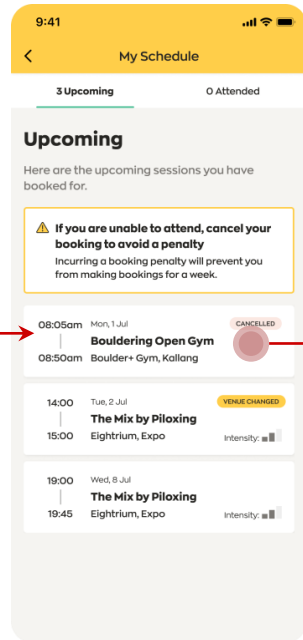 9:41
My Schedule
3 Upcoming
0 Attended
Upcoming
Here are the upcoming sessions you have
booked for.
If you are unable to attend, cancel your
booking to avoid a penalty
Incurring a booking penalty will prevent you
from making bookings for a week.
08:05am
Mon, 1 Jul
CANCELLED
Bouldering Open Gym
08:50am
Boulder+ Gym, Kallang
14:00
Tue, 2 Jul
VENUE CHANGED
The Mix by Piloxing
15:00
Eightrium, Expo
Intensity:
19:00
Wed, 8 Jul
The Mix by Piloxing
19:45
Eightrium, Expo
Intensity: